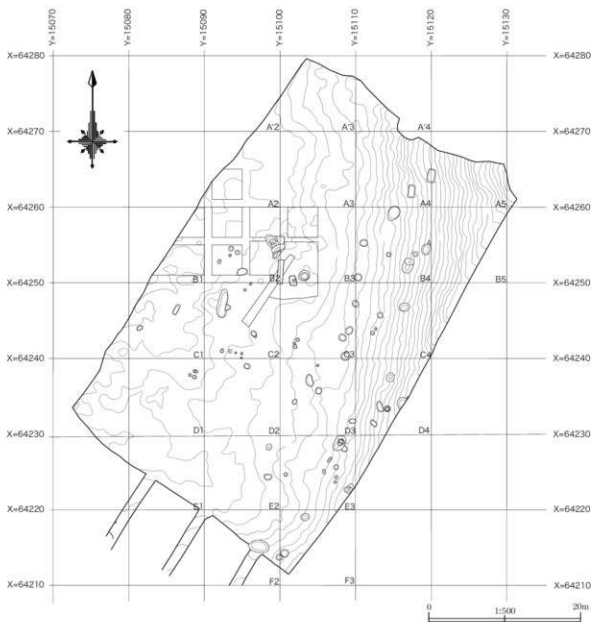 Y=15070 Y=15080 Y=15090 Y=15100 Y=15110 Y=15120 Y=15130
X=64280 X=64280
A'2 A'3 A'4
X=64270 X=64270
A2 A3 A4 A5
X=64260 X=64260
B1 B2 B3 B4 B5
X=64250 X=64250
C1 C2 C3 C4
X=64240 X=64240
D1 D2 D3 D4
X=64230 X=64230
E1 E2 E3
X=64220 X=64220
F2 F3
X=64210 X=64210
0 1:500 20m